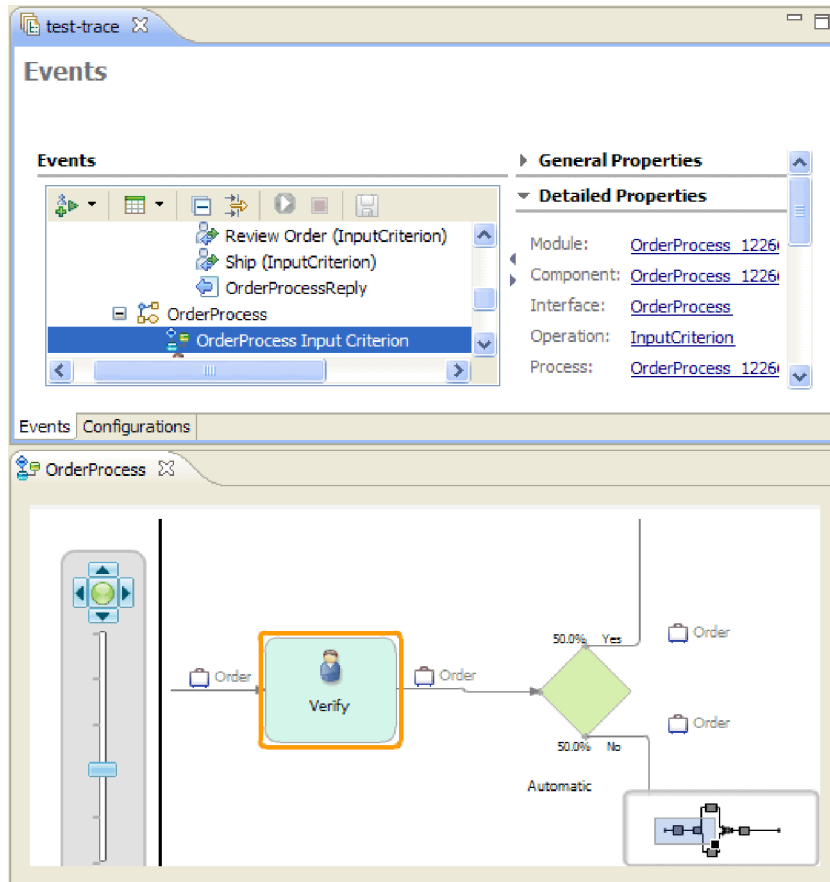 test-trace
Events
Events
Review Order (InputCriterion)
Ship (InputCriterion)
OrderProcessReply
OrderProcess
OrderProcess Input Criterion
General Properties
Detailed Properties
Module: OrderProcess_1226
Component: OrderProcess_1226
Interface: OrderProcess
Operation: InputCriterion
Process: OrderProcess_1226
Events Configurations
OrderProcess
Order
Verify
Order
50.0% Yes
Order
Order
50.0% No
Automatic